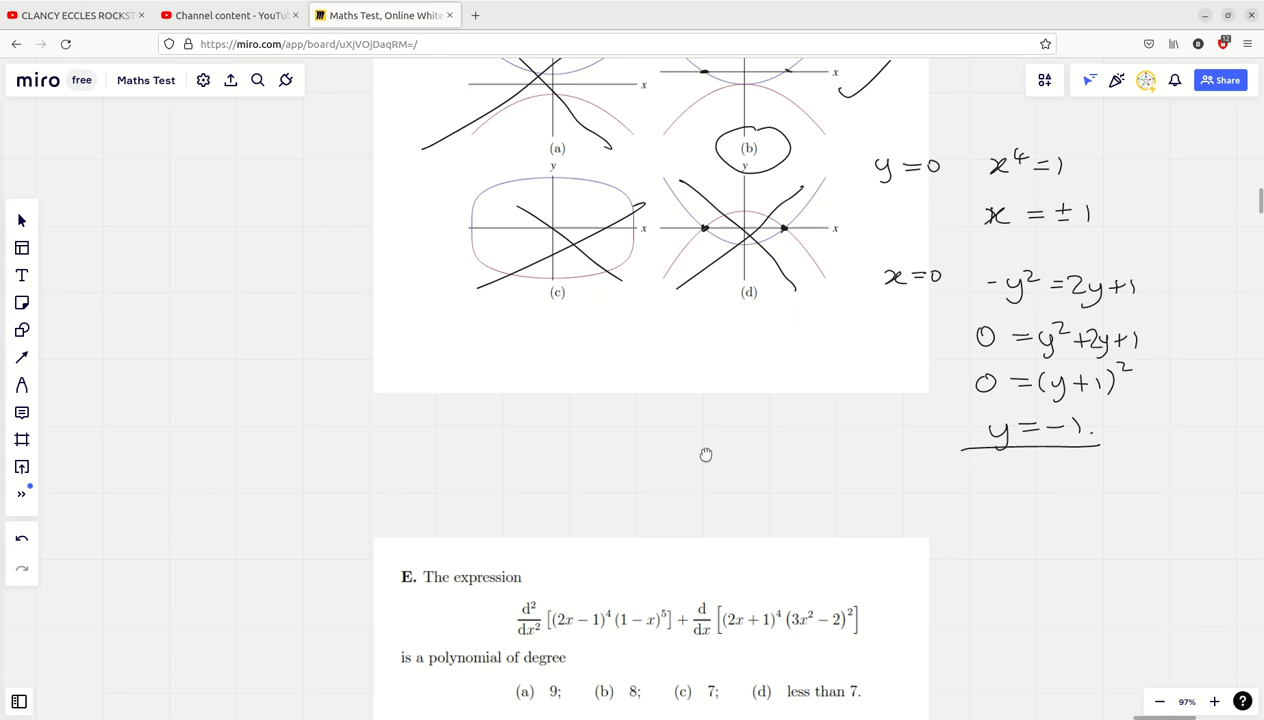 CLANCY ECCLES ROCKST
Channel content - YouTub
Maths Test, Online White
https://miro.com/app/board/uXjVOjDaqRM=/
miro free Maths Test
Share
x
x
(a)
(b)
y
y
x
x
(c)
(d)
y = 0 x⁴ = 1
x = ± 1
x = 0 - y² = 2y + 1
0 = y² + 2y + 1
0 = (y + 1)²
y = -1.
E. The expression
d²/dx² [(2x − 1)⁴ (1 − x)⁵] + d/dx [(2x + 1)⁴ (3x² − 2)²]
is a polynomial of degree
(a) 9; (b) 8; (c) 7; (d) less than 7.
97%